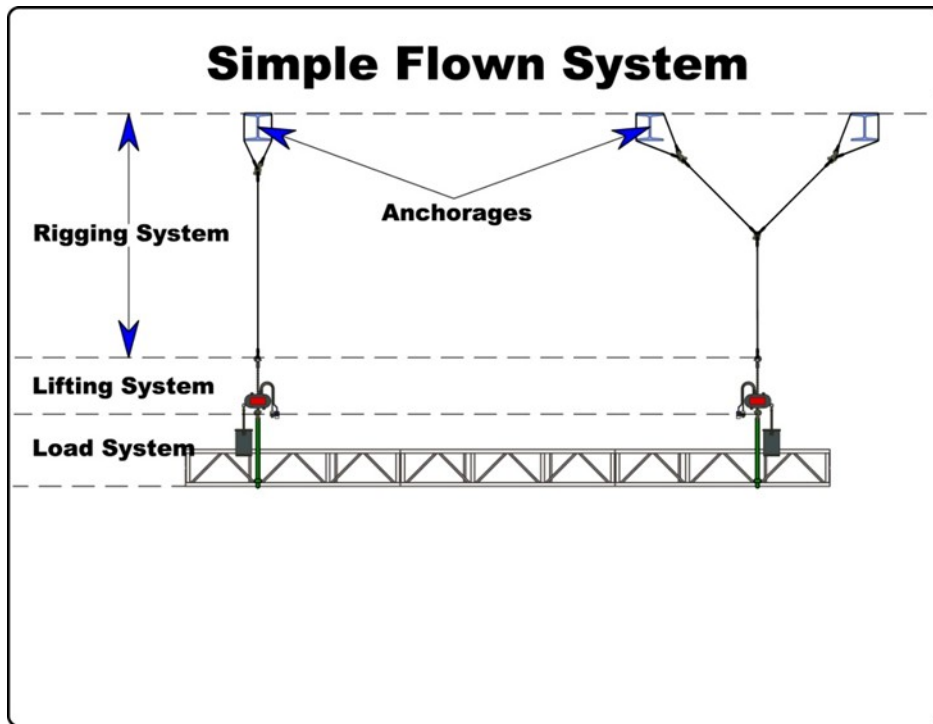 Simple Flown System
Anchorages
Rigging System
Lifting System
Load System